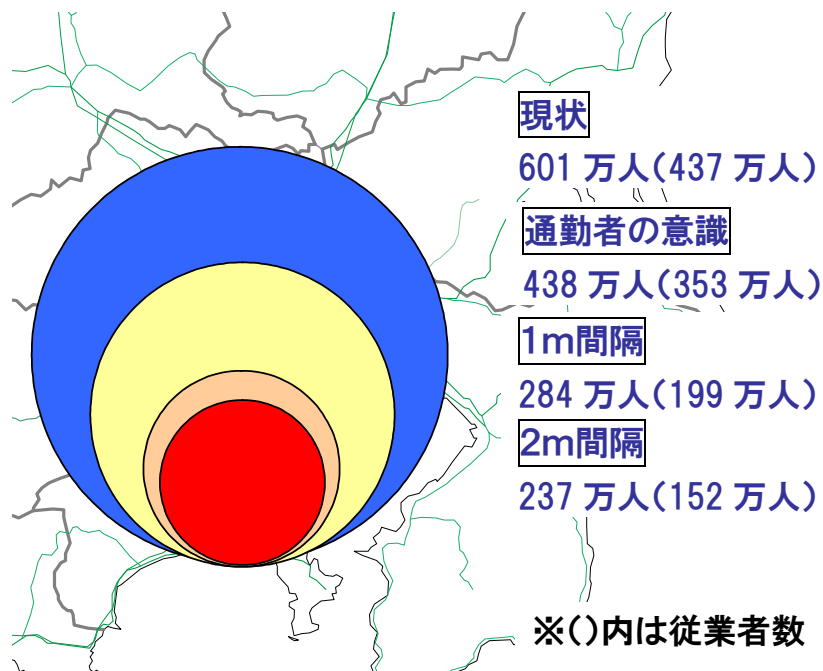 現状
601 万人(437 万人)
通勤者の意識
438 万人(353 万人)
1m間隔
284 万人(199 万人)
2m間隔
237 万人(152 万人)
※()内は従業者数